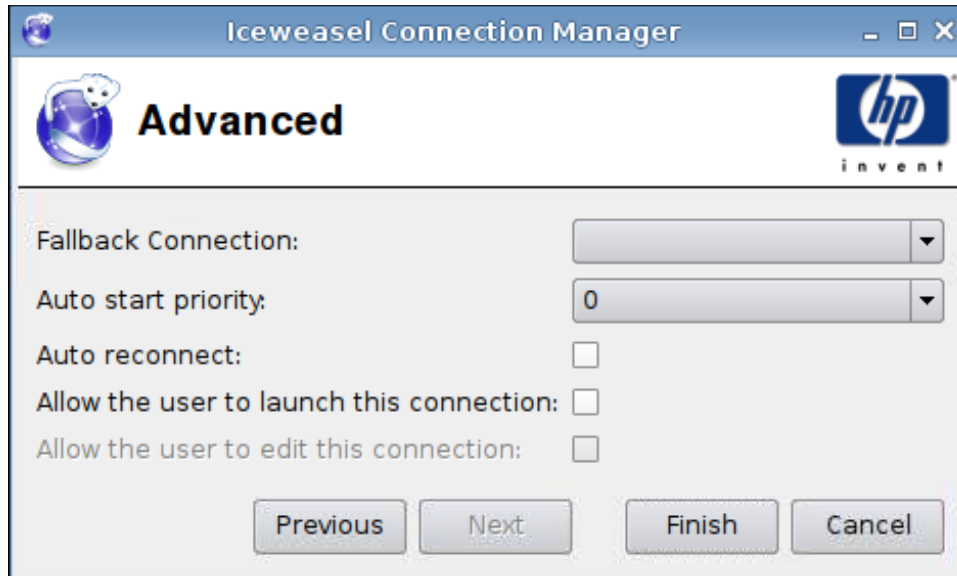 Iceweasel Connection Manager
Advanced
hp
invent
Fallback Connection:
Auto start priority: 0
Auto reconnect:
Allow the user to launch this connection:
Allow the user to edit this connection:
Previous Next Finish Cancel